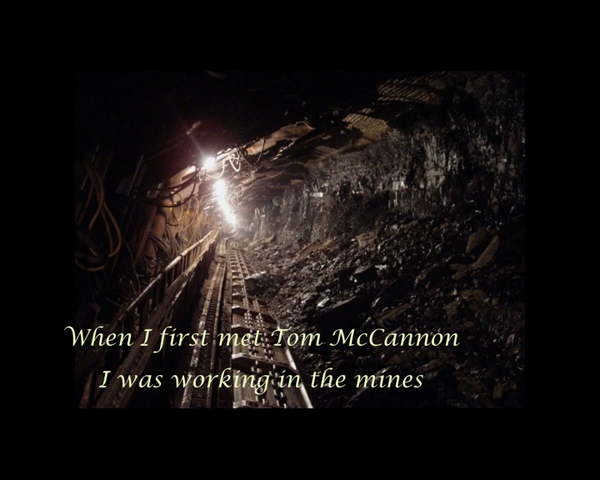 When I first met Tom McCannon
I was working in the mines